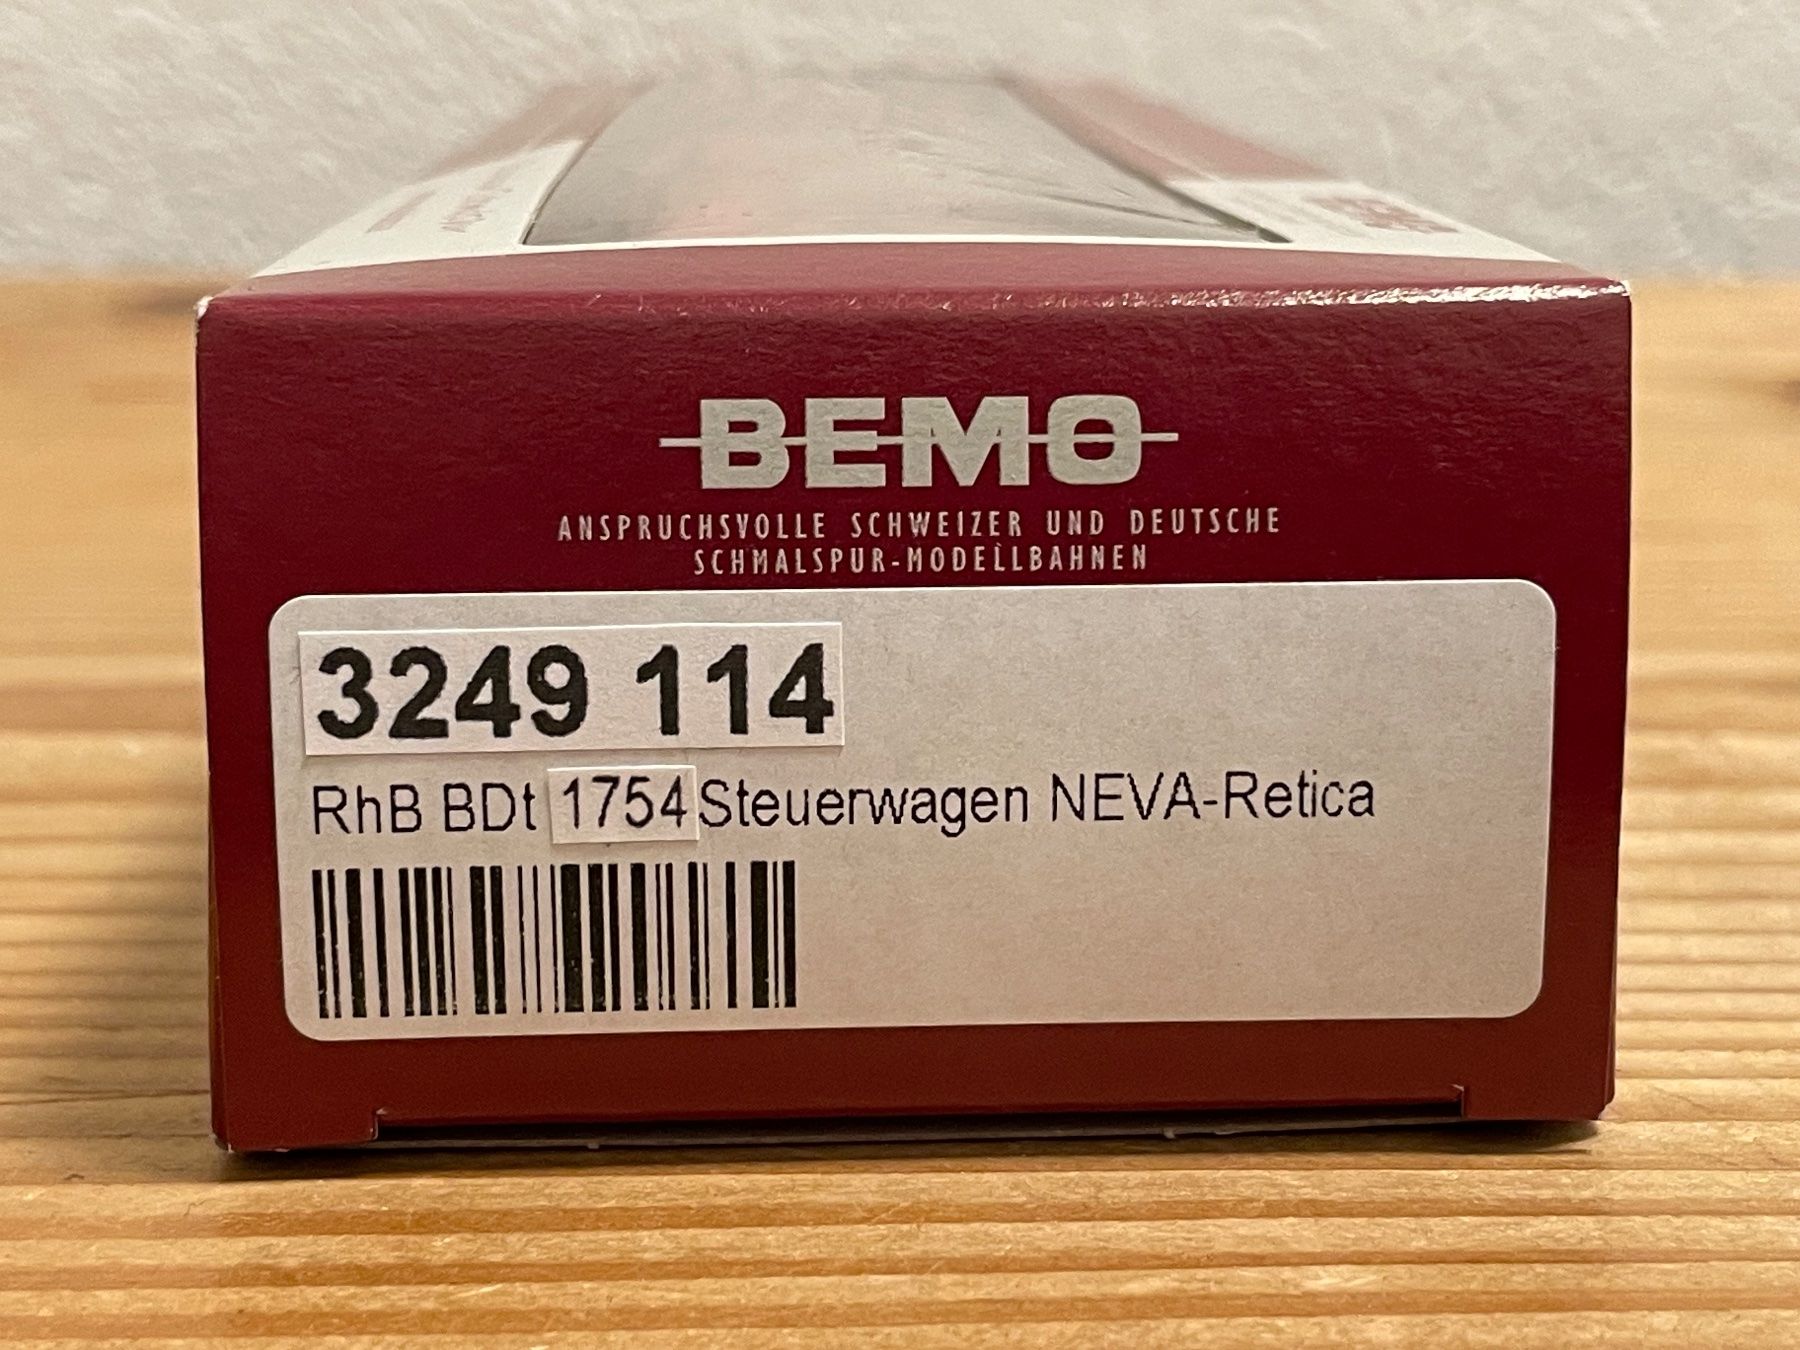 BEMO
ANSPRUCHSVOLLE SCHWEIZER UND DEUTSCHE
SCHMALSPUR-MODELLBAHNEN
3249 114
RhB BDt 1754 Steuerwagen NEVA-Retica